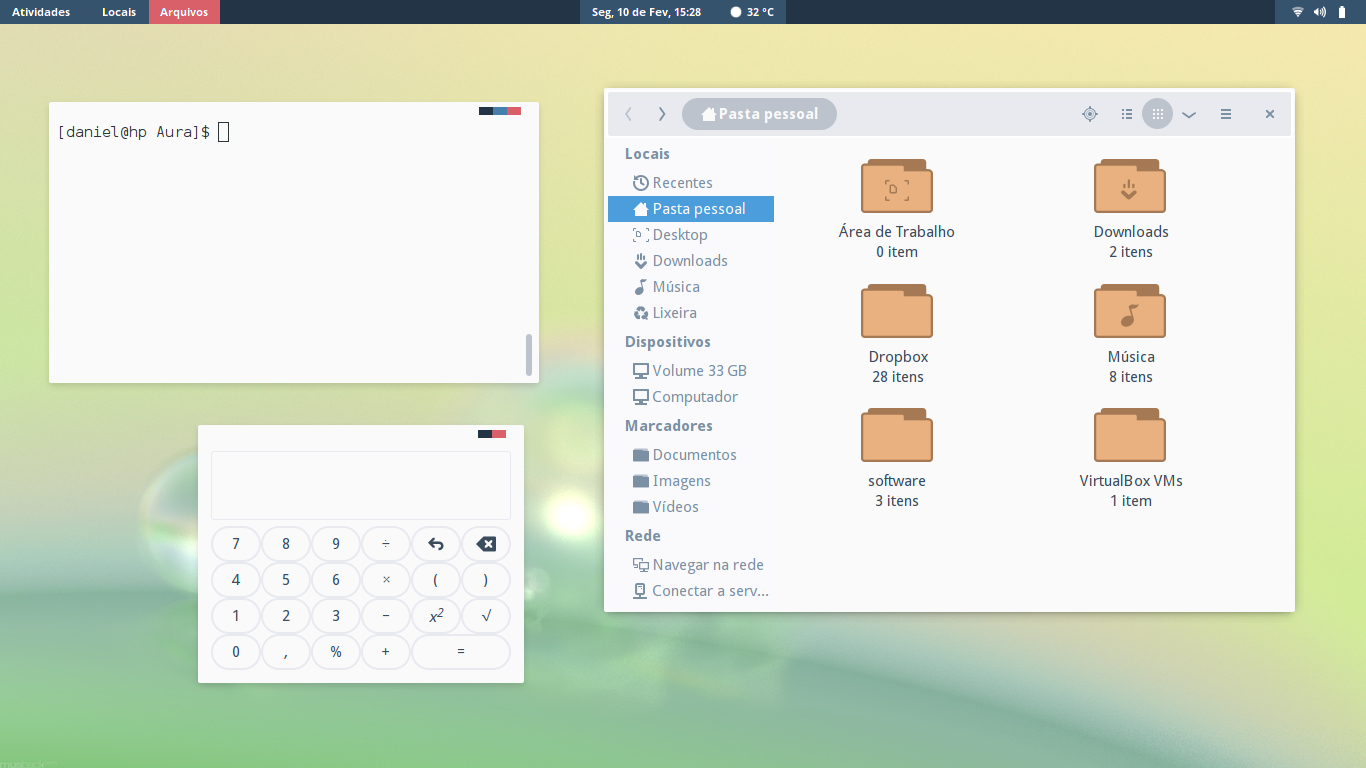 Atividades Locais Arquivos Seg, 10 de Fev, 15:28 32 °C
[daniel@hp Aura]$
Pasta pessoal
Locais
Recentes
Pasta pessoal
Desktop
Downloads
Música
Lixeira
Dispositivos
Volume 33 GB
Computador
Marcadores
Documentos
Imagens
Vídeos
Rede
Navegar na rede
Conectar a serv...
Área de Trabalho Downloads
0 item 2 itens
Dropbox Música
28 itens 8 itens
software VirtualBox VMs
3 itens 1 item
7 8 9 ÷
4 5 6 × ( )
1 2 3 − x² √
0 , % + =